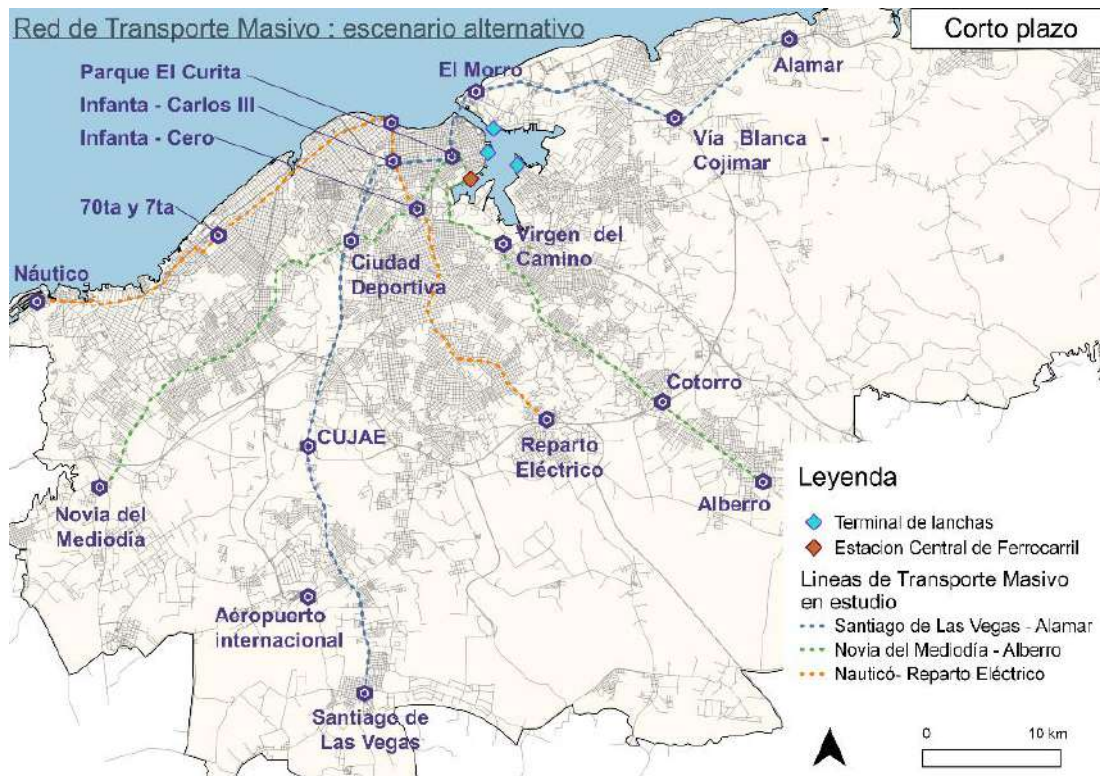 Red de Transporte Masivo : escenario alternativo
Corto plazo
Parque El Curita
Infanta - Carlos III
Infanta - Cero
El Morro
Alamar
Vía Blanca -
Cojimar
70ta y 7ta
Náutico
Ciudad
Deportiva
Virgen del
Camino
Cotorro
CUJAE
Reparto
Eléctrico
Alberro
Novia del
Mediodía
Aéropuerto
internacional
Santiago de
Las Vegas
Leyenda
Terminal de lanchas
Estacion Central de Ferrocarril
Lineas de Transporte Masivo
en estudio
Santiago de Las Vegas - Alamar
Novia del Mediodía - Alberro
Nauticó- Reparto Eléctrico
0 10 km